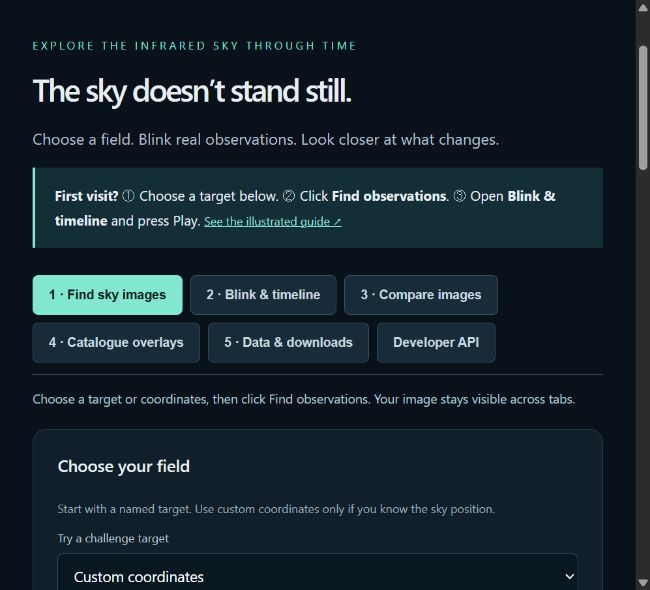 EXPLORE THE INFRARED SKY THROUGH TIME
The sky doesn’t stand still.
Choose a field. Blink real observations. Look closer at what changes.
First visit? ① Choose a target below. ② Click Find observations. ③ Open Blink &
timeline and press Play. See the illustrated guide ↗
1 · Find sky images
2 · Blink & timeline
3 · Compare images
4 · Catalogue overlays
5 · Data & downloads
Developer API
Choose a target or coordinates, then click Find observations. Your image stays visible across tabs.
Choose your field
Start with a named target. Use custom coordinates only if you know the sky position.
Try a challenge target
Custom coordinates